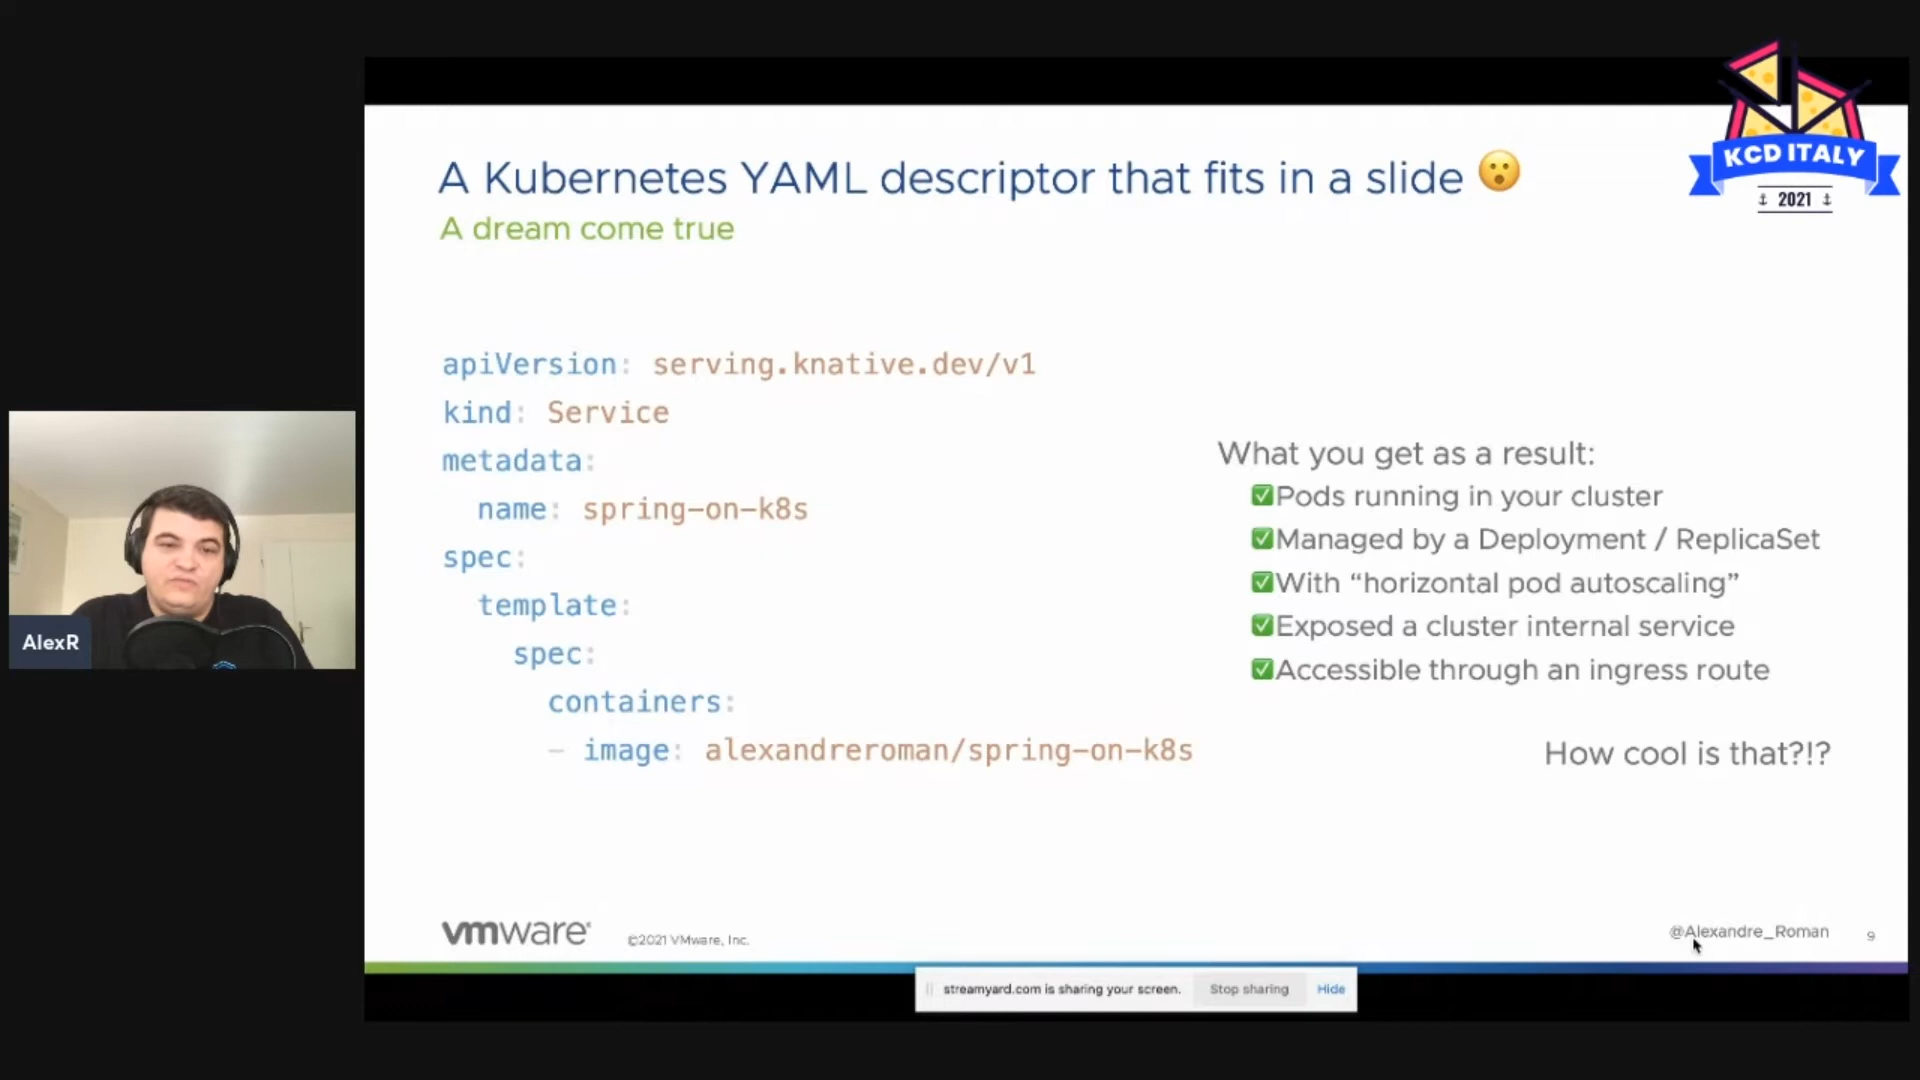 KCD ITALY
2021
A Kubernetes YAML descriptor that fits in a slide 😮
A dream come true
apiVersion: serving.knative.dev/v1
kind: Service
metadata:
  name: spring-on-k8s
spec:
  template:
    spec:
      containers:
      - image: alexandreroman/spring-on-k8s
What you get as a result:
✅Pods running in your cluster
✅Managed by a Deployment / ReplicaSet
✅With “horizontal pod autoscaling”
✅Exposed a cluster internal service
✅Accessible through an ingress route
How cool is that?!?
AlexR
vmware®
©2021 VMware, Inc.
@Alexandre_Roman
9
streamyard.com is sharing your screen. Stop sharing Hide